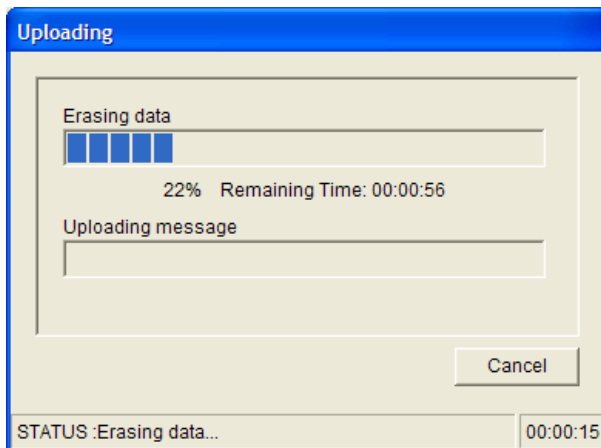 Uploading
Erasing data
22% Remaining Time: 00:00:56
Uploading message
Cancel
STATUS :Erasing data... 00:00:15